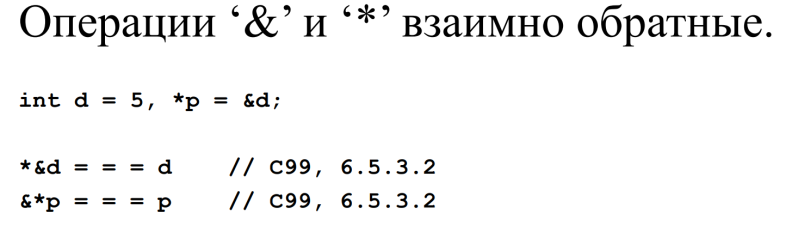 Операции ‘&’ и ‘*’ взаимно обратные.
int d = 5, *p = &d;
*&d = = = d // C99, 6.5.3.2
&*p = = = p // C99, 6.5.3.2